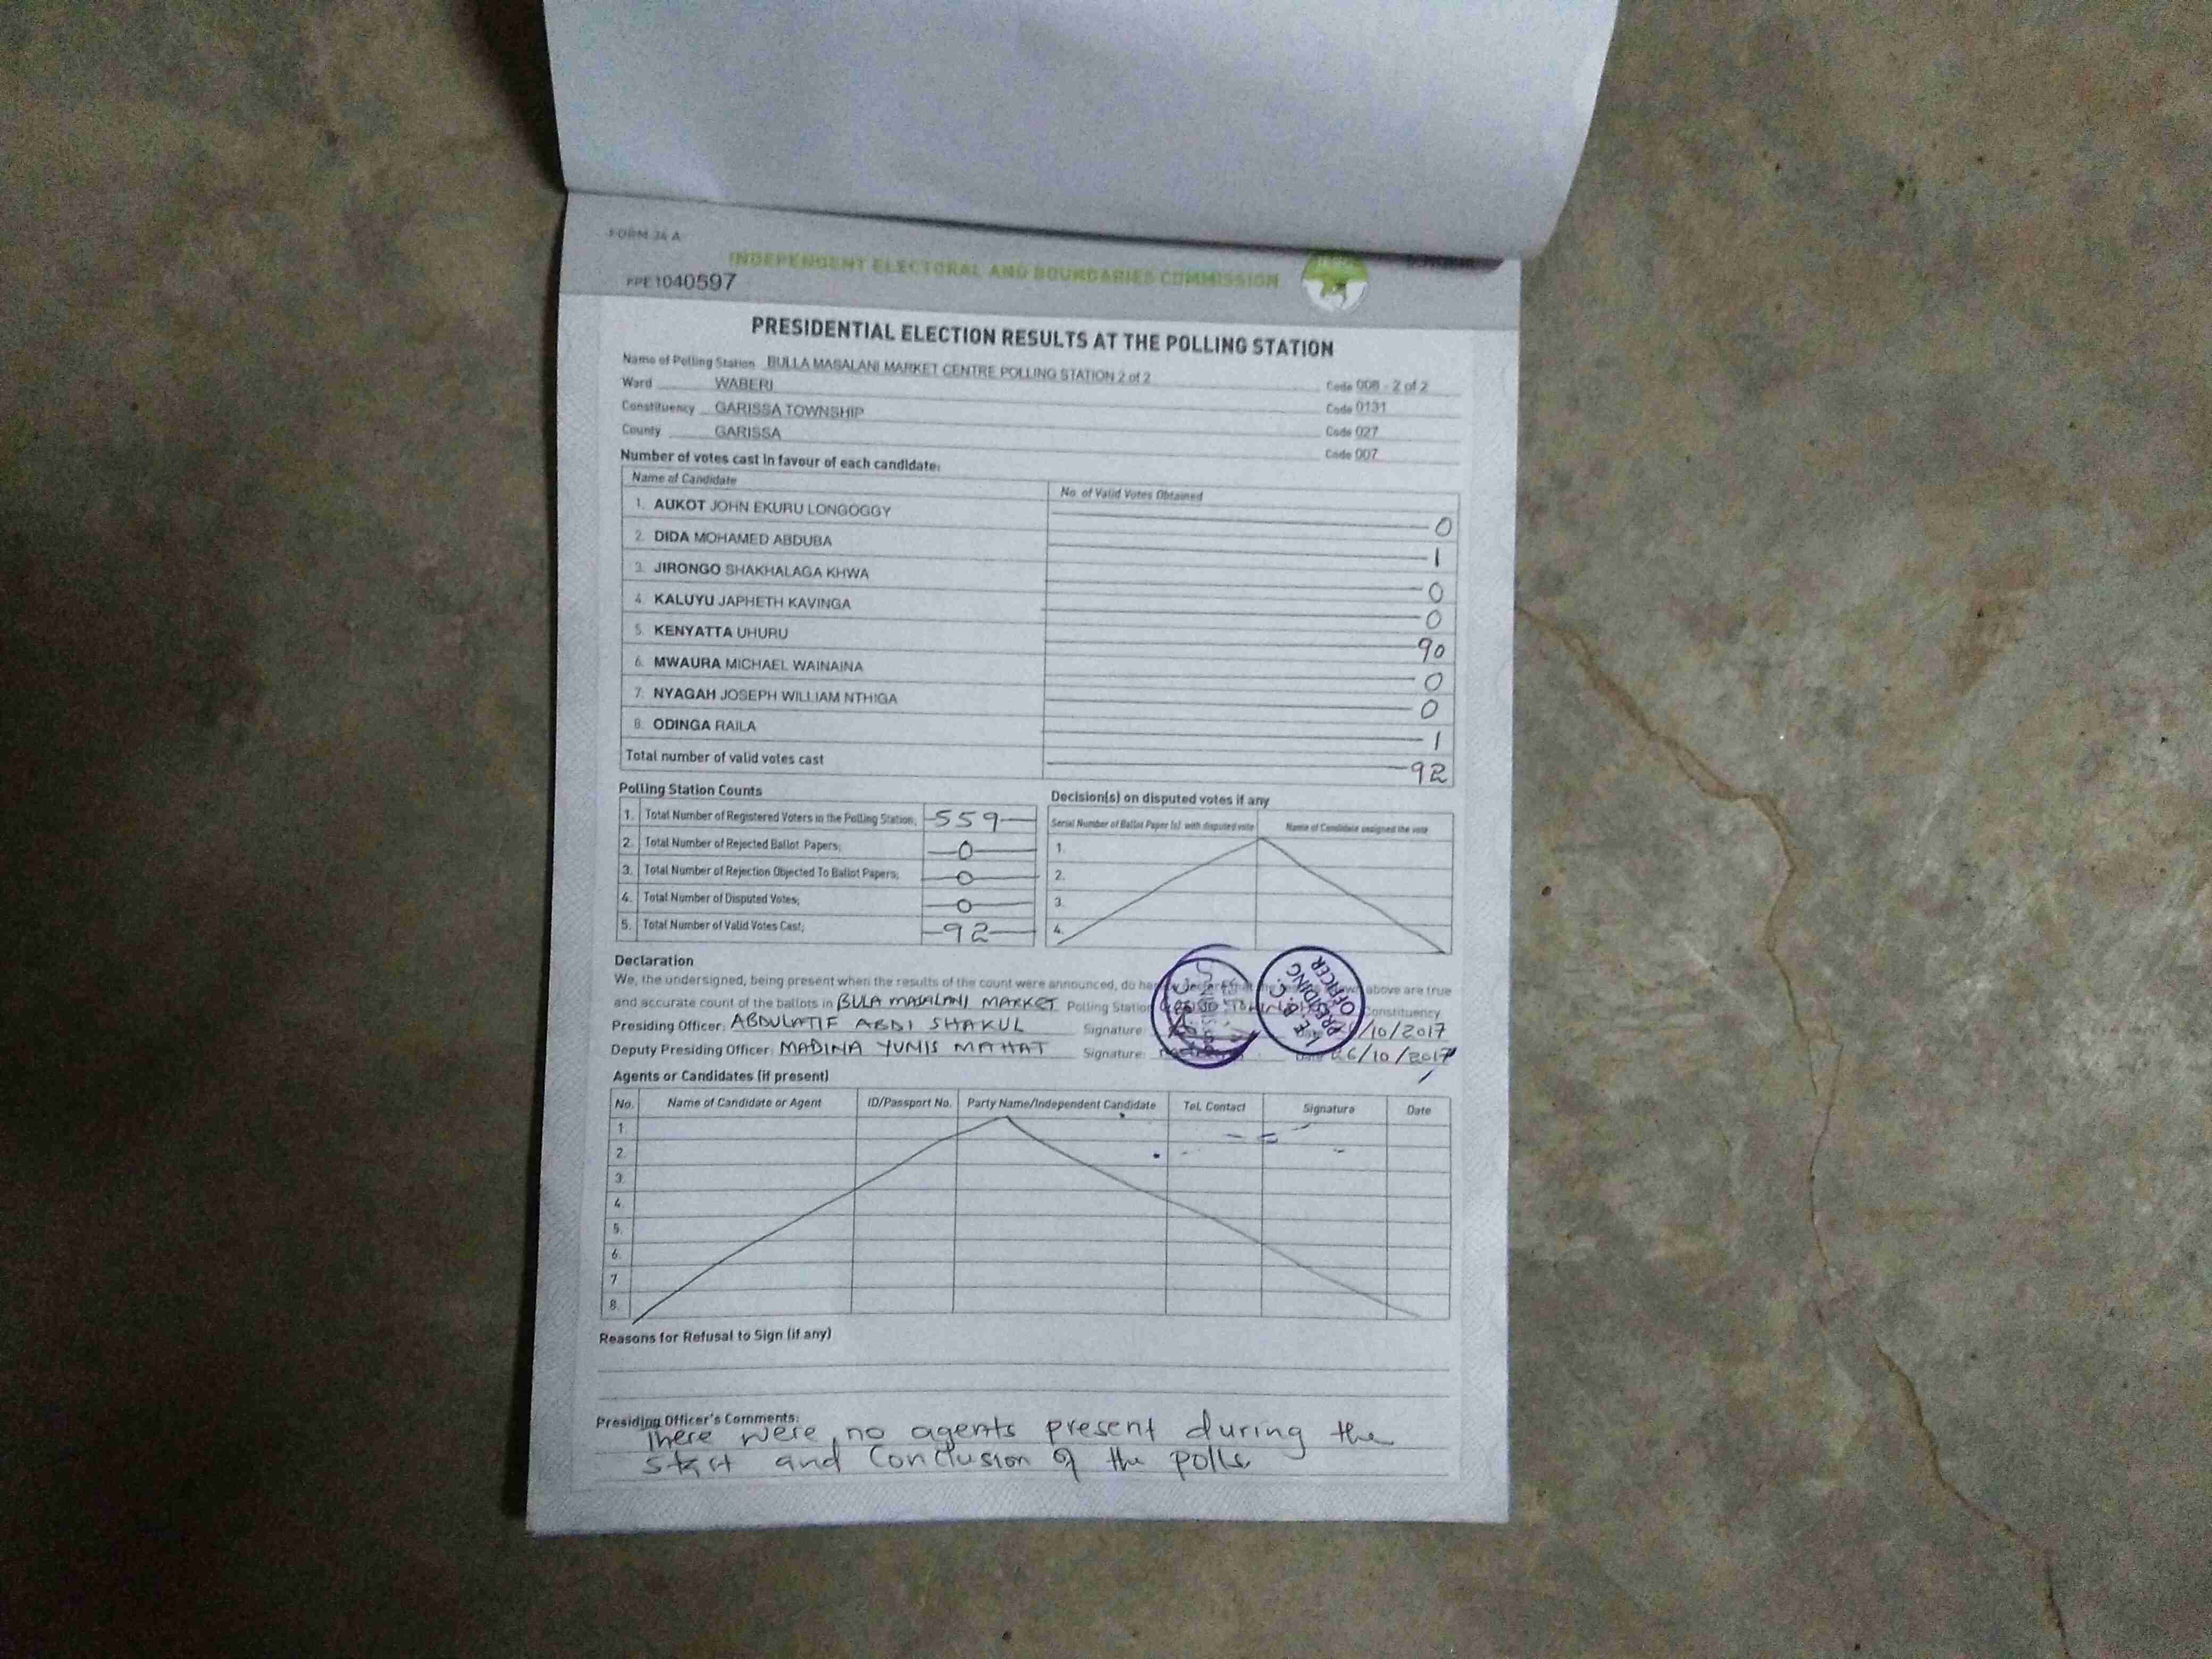 FORM 34 A
INDEPENDENT ELECTORAL AND BOUNDARIES COMMISSION
PPE 1040597
PRESIDENTIAL ELECTION RESULTS AT THE POLLING STATION
Name of Polling Station BULLA MASALANI MARKET CENTRE POLLING STATION 2 of 2 Code 008 - 2 of 2
Ward WABERI Code 0131
Constituency GARISSA TOWNSHIP Code 027
County GARISSA Code 007
Number of votes cast in favour of each candidate:
Name of Candidate No. of Valid Votes Obtained
1. AUKOT JOHN EKURU LONGOGGY 0
2. DIDA MOHAMED ABDUBA 1
3. JIRONGO SHAKHALAGA KHWA 0
4. KALUYU JAPHETH KAVINGA 0
5. KENYATTA UHURU 90
6. MWAURA MICHAEL WAINAINA 0
7. NYAGAH JOSEPH WILLIAM NTHIGA 0
8. ODINGA RAILA 1
Total number of valid votes cast 92
Polling Station Counts
1. Total Number of Registered Voters in the Polling Station; 559
2. Total Number of Rejected Ballot Papers; 0
3. Total Number of Rejection Objected To Ballot Papers; 0
4. Total Number of Disputed Votes; 0
5. Total Number of Valid Votes Cast; 92
Decision(s) on disputed votes if any
Serial Number of Ballot Paper (s) with disputed vote Name of Candidate assigned the vote
1.
2.
3.
4.
Declaration
We, the undersigned, being present when the results of the count were announced, do above are true
and accurate count of the ballots in BULA MASALANI MARKET Polling Station Constituency
Presiding Officer: ABDULATIF ABDI SHAKUL Signature: /10/2017
Deputy Presiding Officer: MADINA YUNIS MAHAT Signature: Date 26/10/2017
I.E.B.C.
PRESIDING
OFFICER
Agents or Candidates (if present)
No. Name of Candidate or Agent ID/Passport No. Party Name/Independent Candidate Tel. Contact Signature Date
1
2.
3.
4.
5.
6.
7
8.
Reasons for Refusal to Sign (if any)
Presiding Officer's Comments:
There were no agents present during the
start and Conclusion of the polls